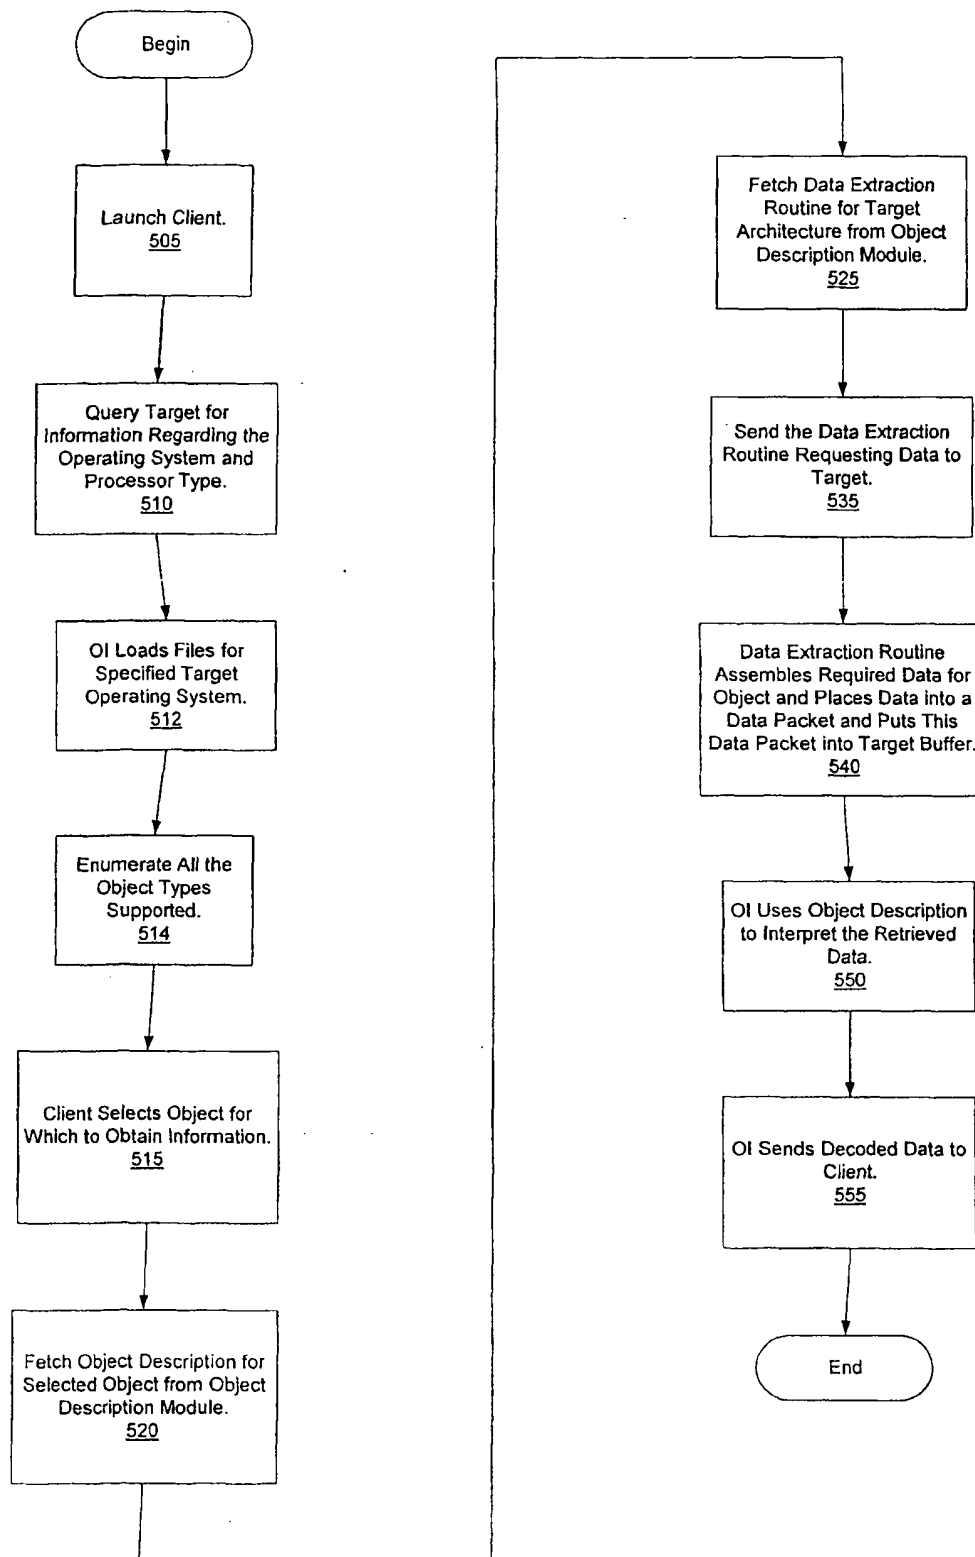 Begin
Launch Client.
505
Query Target for
Information Regarding the
Operating System and
Processor Type.
510
OI Loads Files for
Specified Target
Operating System.
512
Enumerate All the
Object Types
Supported.
514
Client Selects Object for
Which to Obtain Information.
515
Fetch Object Description for
Selected Object from Object
Description Module.
520
Fetch Data Extraction
Routine for Target
Architecture from Object
Description Module.
525
Send the Data Extraction
Routine Requesting Data to
Target.
535
Data Extraction Routine
Assembles Required Data for
Object and Places Data into a
Data Packet and Puts This
Data Packet into Target Buffer.
540
OI Uses Object Description
to Interpret the Retrieved
Data.
550
OI Sends Decoded Data to
Client.
555
End